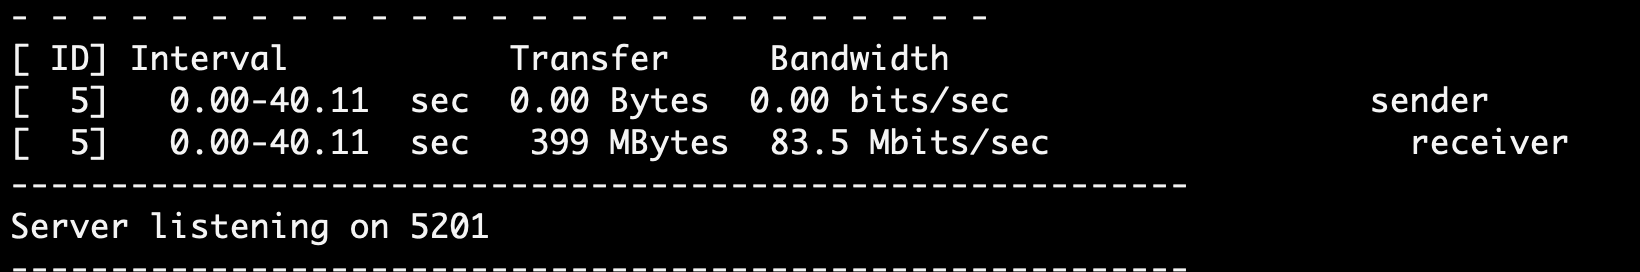 - - - - - - - - - - - - - - - - - - - - - - - - -
[ ID] Interval           Transfer     Bandwidth
[  5]   0.00-40.11  sec  0.00 Bytes  0.00 bits/sec                  sender
[  5]   0.00-40.11  sec   399 MBytes  83.5 Mbits/sec                  receiver
-----------------------------------------------------------
Server listening on 5201
-----------------------------------------------------------